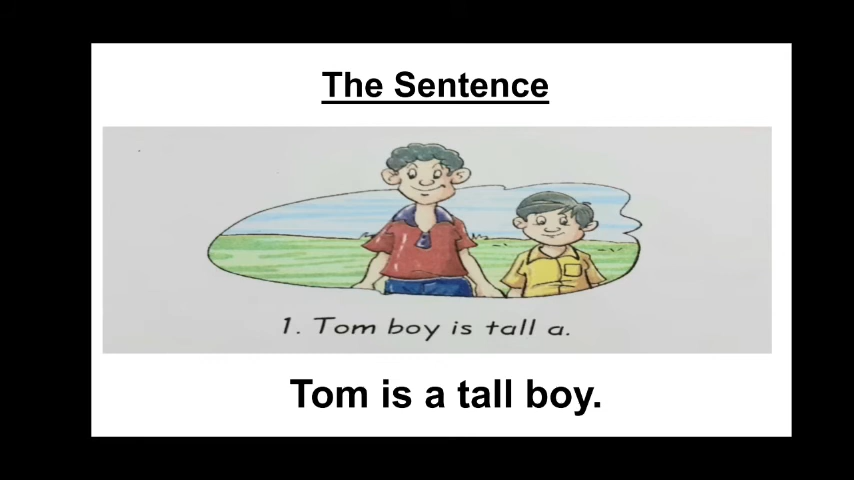 The Sentence
1. Tom boy is tall a.
Tom is a tall boy.